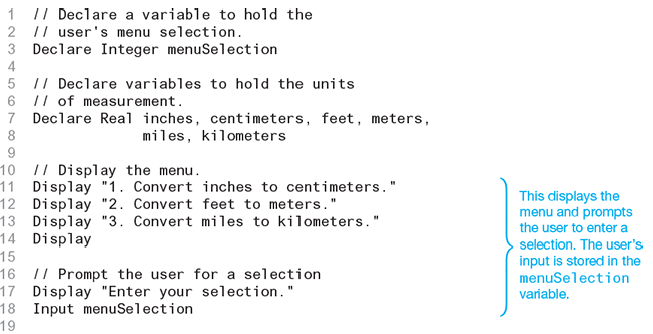 1 // Declare a variable to hold the
2 // user's menu selection.
3 Declare Integer menuSelection
4
5 // Declare variables to hold the units
6 // of measurement.
7 Declare Real inches, centimeters, feet, meters,
8 miles, kilometers
9
10 // Display the menu.
11 Display "1. Convert inches to centimeters."
12 Display "2. Convert feet to meters."
13 Display "3. Convert miles to kilometers."
14 Display
15
16 // Prompt the user for a selection
17 Display "Enter your selection."
18 Input menuSelection
19
This displays the
menu and prompts
the user to enter a
selection. The user's
input is stored in the
menuSelection
variable.